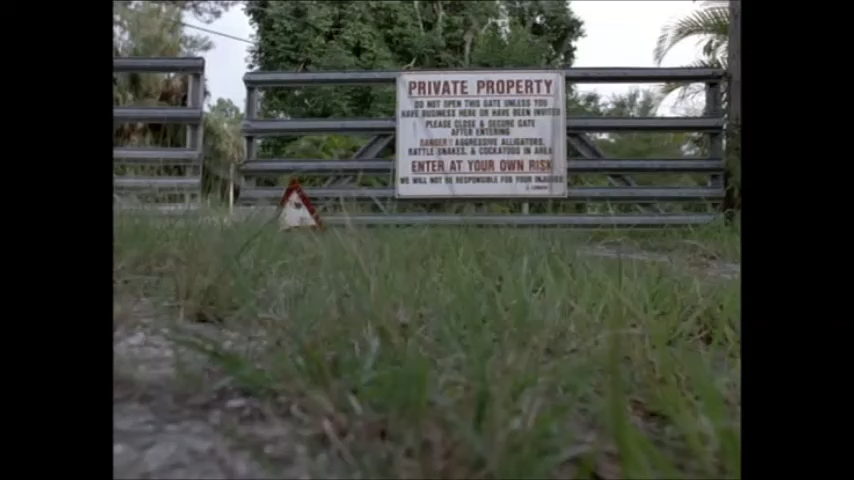 PRIVATE PROPERTY
DO NOT OPEN THIS GATE UNLESS YOU
HAVE BUSINESS HERE OR HAVE BEEN INVITED
PLEASE CLOSE & SECURE GATE
AFTER ENTERING
DANGER! AGGRESSIVE ALLIGATORS,
RATTLE SNAKES, & COCKATOOS IN AREA
ENTER AT YOUR OWN RISK
WE WILL NOT BE RESPONSIBLE FOR YOUR INJURIES